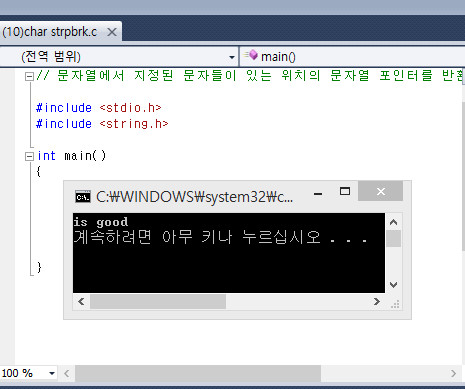 (10)char strpbrk.c
(전역 범위) main()
// 문자열에서 지정된 문자들이 있는 위치의 문자열 포인터를 반환
#include <stdio.h>
#include <string.h>
int main()
{
C:₩WINDOWS₩system32₩c...
is good
계속하려면 아무 키나 누르십시오 . . .
}
100 %